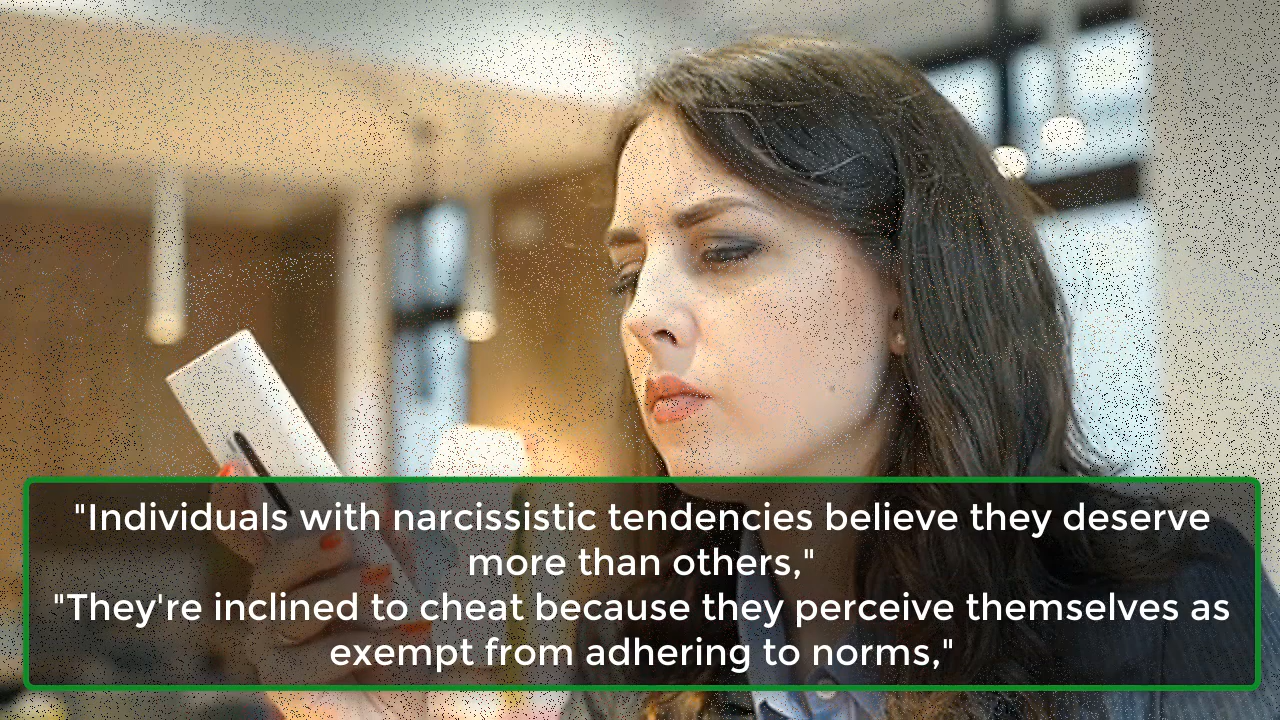 "Individuals with narcissistic tendencies believe they deserve
more than others,"
"They're inclined to cheat because they perceive themselves as
exempt from adhering to norms,"